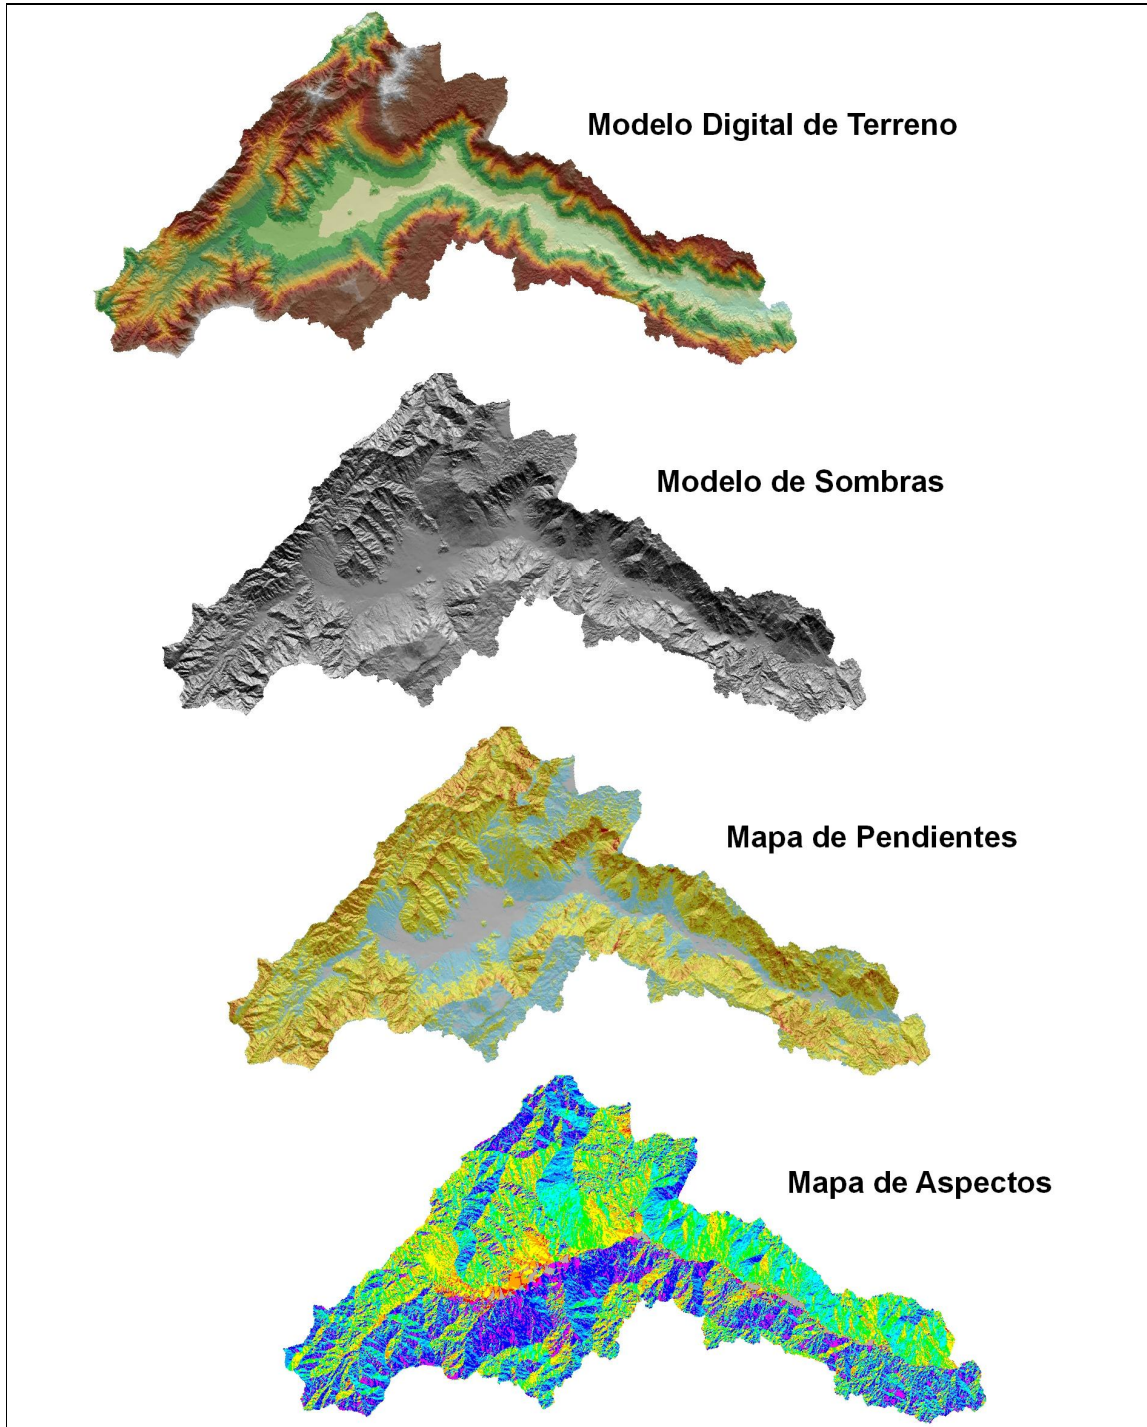 Modelo Digital de Terreno
Modelo de Sombras
Mapa de Pendientes
Mapa de Aspectos